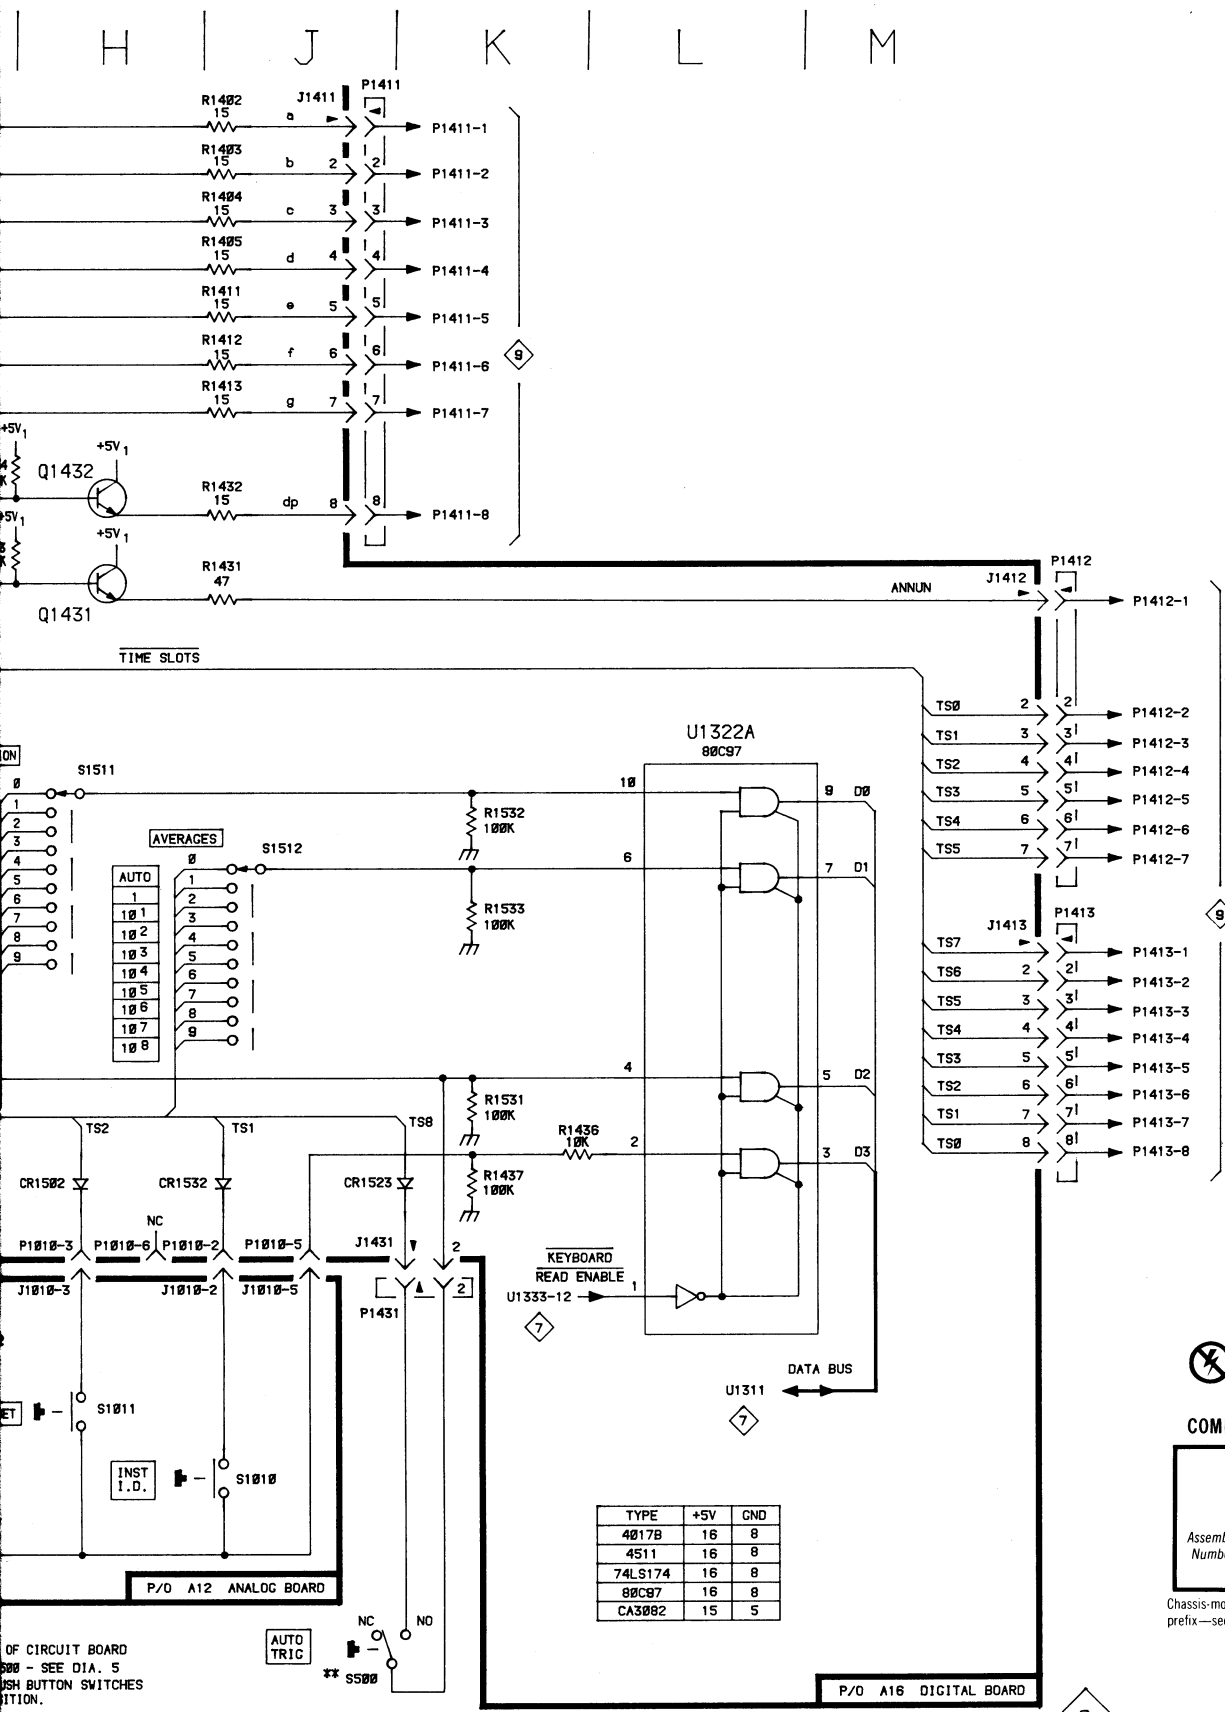 H J K L M
P1411
J1411
R1402
15
a
P1411-1
R1403
15
b
2
2
P1411-2
R1404
15
c
3
3
P1411-3
R1405
15
d
4
4
P1411-4
R1411
15
e
5
5
P1411-5
R1412
15
f
6
6
P1411-6
9
R1413
15
g
7
7
P1411-7
+5V1
+5V1
Q1432
R1432
15
dp
8
8
P1411-8
+5V1
+5V1
Q1431
R1431
47
ANNUN
J1412
P1412
P1412-1
TIME SLOTS
TS0 2 2 P1412-2
TS1 3 3 P1412-3
TS2 4 4 P1412-4
TS3 5 5 P1412-5
TS4 6 6 P1412-6
TS5 7 7 P1412-7
9
J1413
P1413
TS7 P1413-1
TS6 2 2 P1413-2
TS5 3 3 P1413-3
TS4 4 4 P1413-4
TS3 5 5 P1413-5
TS2 6 6 P1413-6
TS1 7 7 P1413-7
TS0 8 8 P1413-8
U1322A
80C97
ON
S1511
0
1
2
3
4
5
6
7
8
9
AVERAGES
S1512
AUTO
1
10 1
10 2
10 3
10 4
10 5
10 6
10 7
10 8
0
1
2
3
4
5
6
7
8
9
R1532
100K
R1533
100K
R1531
100K
R1436
10K
R1437
100K
10
9 D0
6
7 D1
4
5 D2
2
3 D3
TS2
TS1
TS8
CR1502
CR1532
CR1523
NC
P1010-3 P1010-6 P1010-2 P1010-5 J1431 2
J1010-3 J1010-2 J1010-5
P1431
2
KEYBOARD
READ ENABLE
U1333-12
1
7
DATA BUS
U1311
7
ET
S1011
INST
I.D.
S1010
P/O A12 ANALOG BOARD
TYPE +5V GND
4017B 16 8
4511 16 8
74LS174 16 8
80C97 16 8
CA3082 15 5
AUTO
TRIG
NC
NO
** S500
OF CIRCUIT BOARD
500 - SEE DIA. 5
USH BUTTON SWITCHES
ITION.
P/O A16 DIGITAL BOARD
COM
Assemb
Numbe
Chassis-mo
prefix—see